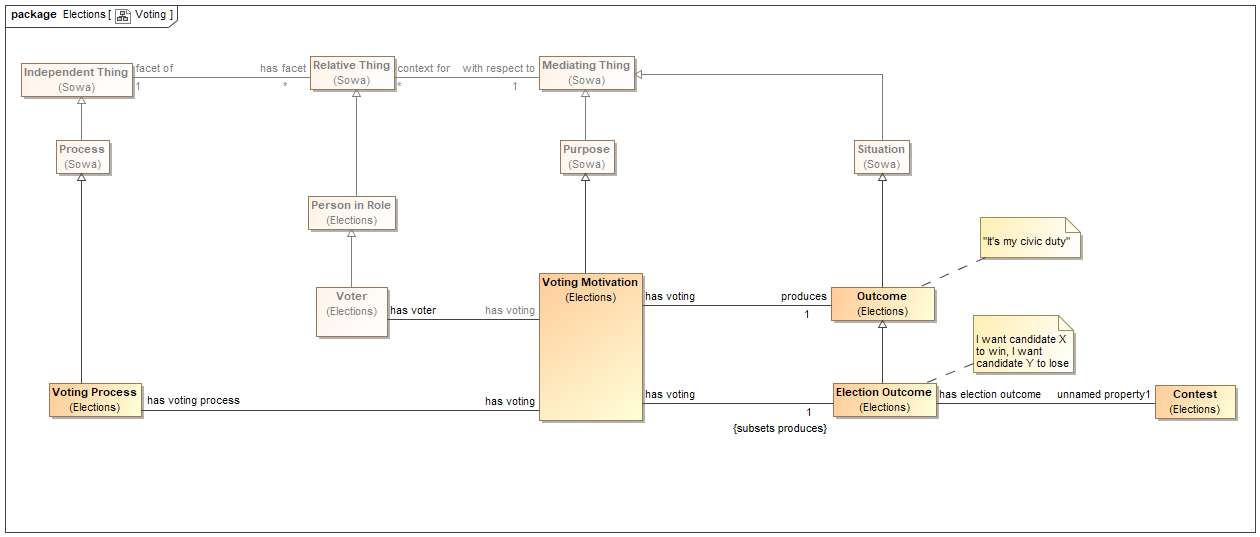 package Elections [ Voting ]
Independent Thing
(Sowa)
facet of
1
has facet
*
Relative Thing
(Sowa)
context for
*
with respect to
1
Mediating Thing
(Sowa)
Process
(Sowa)
Purpose
(Sowa)
Situation
(Sowa)
Person in Role
(Elections)
"It's my civic duty"
Voter
(Elections)
has voter
has voting
Voting Motivation
(Elections)
has voting
produces
1
Outcome
(Elections)
I want candidate X
to win, I want
candidate Y to lose
Voting Process
(Elections)
has voting process
has voting
has voting
1
{subsets produces}
Election Outcome
(Elections)
has election outcome
unnamed property1
Contest
(Elections)